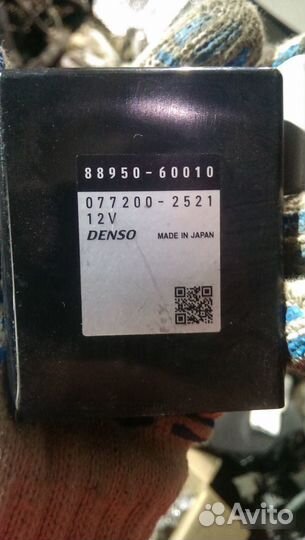 88950-60010
077200-2521
12V
DENSO MADE IN JAPAN
Avito